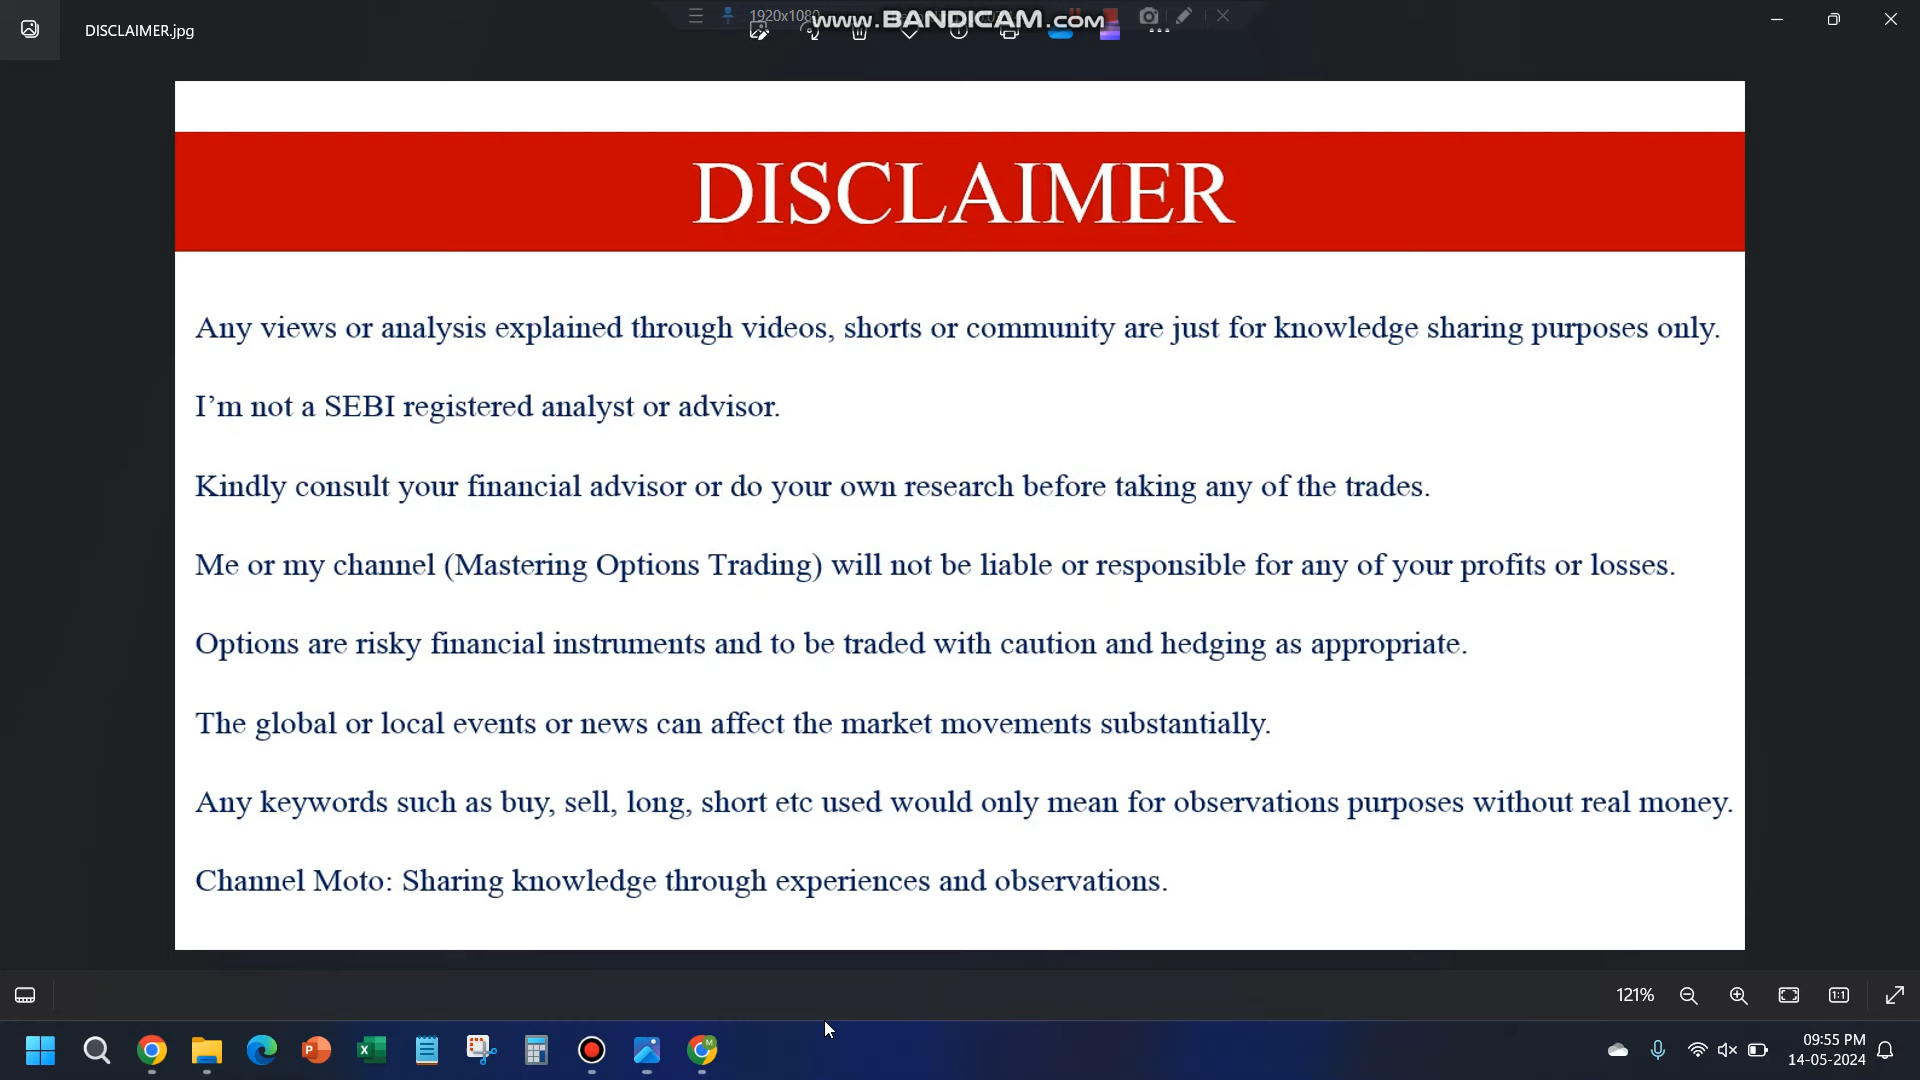 DISCLAIMER.jpg
1920x1080
www.BANDICAM.com
DISCLAIMER
Any views or analysis explained through videos, shorts or community are just for knowledge sharing purposes only.
I'm not a SEBI registered analyst or advisor.
Kindly consult your financial advisor or do your own research before taking any of the trades.
Me or my channel (Mastering Options Trading) will not be liable or responsible for any of your profits or losses.
Options are risky financial instruments and to be traded with caution and hedging as appropriate.
The global or local events or news can affect the market movements substantially.
Any keywords such as buy, sell, long, short etc used would only mean for observations purposes without real money.
Channel Moto: Sharing knowledge through experiences and observations.
121%
1:1
09:55 PM
14-05-2024